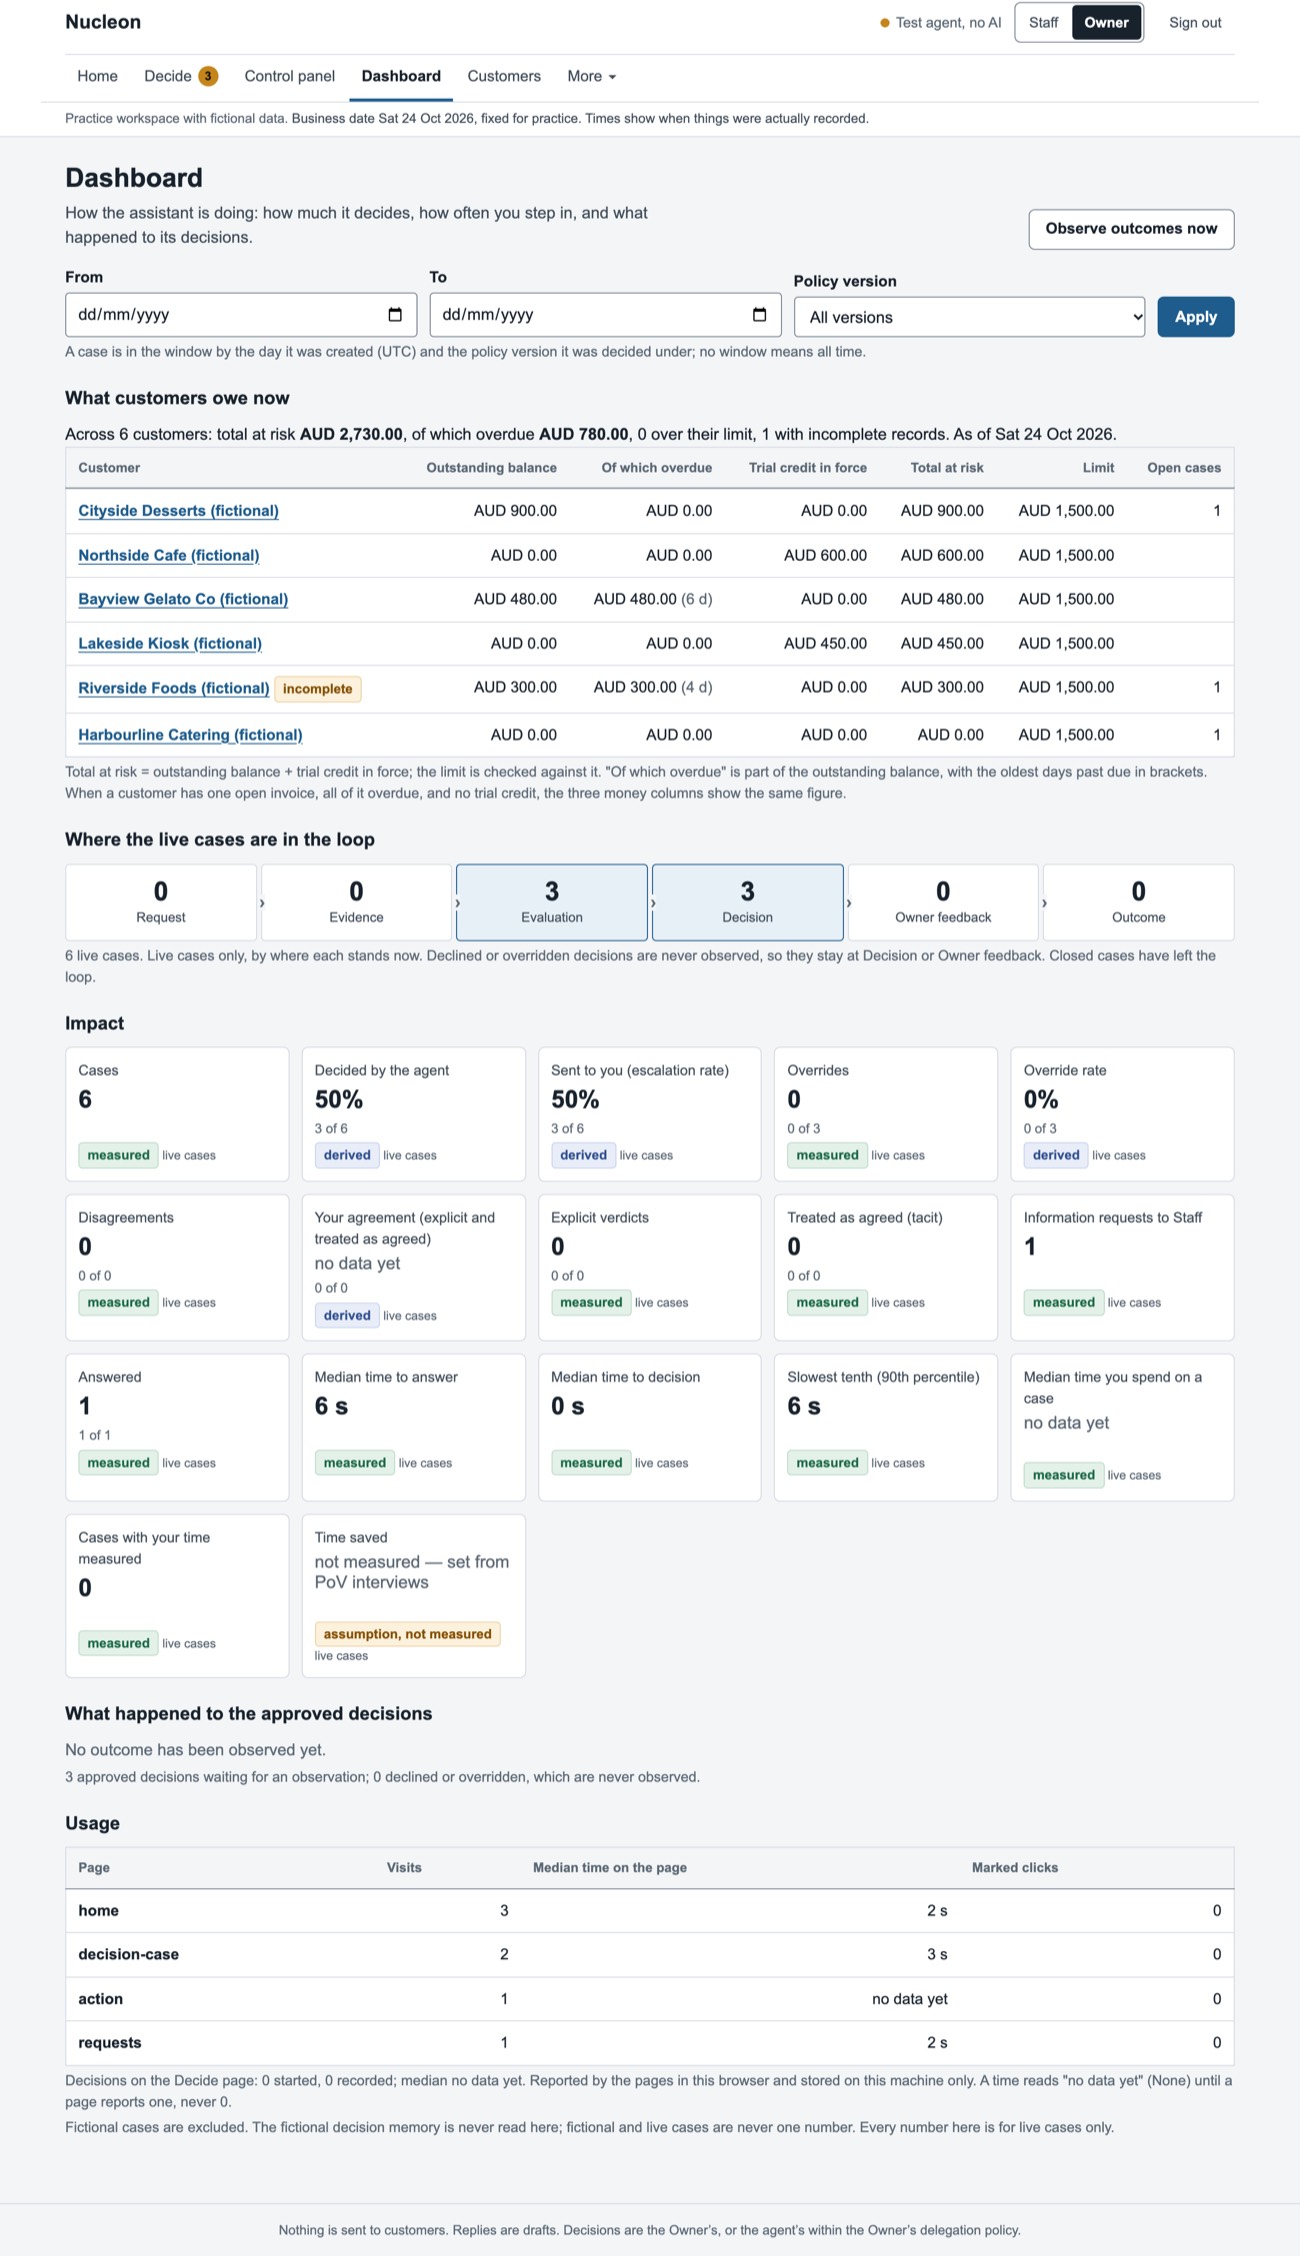 Nucleon
Test agent, no AI
Staff
Owner
Sign out
Home
Decide 3
Control panel
Dashboard
Customers
More
Practice workspace with fictional data. Business date Sat 24 Oct 2026, fixed for practice. Times show when things were actually recorded.
Dashboard
How the assistant is doing: how much it decides, how often you step in, and what
happened to its decisions.
Observe outcomes now
From
To
Policy version
dd/mm/yyyy
dd/mm/yyyy
All versions
Apply
A case is in the window by the day it was created (UTC) and the policy version it was decided under; no window means all time.
What customers owe now
Across 6 customers: total at risk AUD 2,730.00, of which overdue AUD 780.00, 0 over their limit, 1 with incomplete records. As of Sat 24 Oct 2026.
Customer Outstanding balance Of which overdue Trial credit in force Total at risk Limit Open cases
Cityside Desserts (fictional) AUD 900.00 AUD 0.00 AUD 0.00 AUD 900.00 AUD 1,500.00 1
Northside Cafe (fictional) AUD 0.00 AUD 0.00 AUD 600.00 AUD 600.00 AUD 1,500.00
Bayview Gelato Co (fictional) AUD 480.00 AUD 480.00 (6 d) AUD 0.00 AUD 480.00 AUD 1,500.00
Lakeside Kiosk (fictional) AUD 0.00 AUD 0.00 AUD 450.00 AUD 450.00 AUD 1,500.00
Riverside Foods (fictional) incomplete AUD 300.00 AUD 300.00 (4 d) AUD 0.00 AUD 300.00 AUD 1,500.00 1
Harbourline Catering (fictional) AUD 0.00 AUD 0.00 AUD 0.00 AUD 0.00 AUD 1,500.00 1
Total at risk = outstanding balance + trial credit in force; the limit is checked against it. "Of which overdue" is part of the outstanding balance, with the oldest days past due in brackets.
When a customer has one open invoice, all of it overdue, and no trial credit, the three money columns show the same figure.
Where the live cases are in the loop
0
Request
›
0
Evidence
›
3
Evaluation
›
3
Decision
›
0
Owner feedback
›
0
Outcome
6 live cases. Live cases only, by where each stands now. Declined or overridden decisions are never observed, so they stay at Decision or Owner feedback. Closed cases have left the
loop.
Impact
Cases
6
measured live cases
Decided by the agent
50%
3 of 6
derived live cases
Sent to you (escalation rate)
50%
3 of 6
derived live cases
Overrides
0
0 of 3
measured live cases
Override rate
0%
0 of 3
derived live cases
Disagreements
0
0 of 0
measured live cases
Your agreement (explicit and
treated as agreed)
no data yet
0 of 0
derived live cases
Explicit verdicts
0
0 of 0
measured live cases
Treated as agreed (tacit)
0
0 of 0
measured live cases
Information requests to Staff
1
measured live cases
Answered
1
1 of 1
measured live cases
Median time to answer
6 s
measured live cases
Median time to decision
0 s
measured live cases
Slowest tenth (90th percentile)
6 s
measured live cases
Median time you spend on a
case
no data yet
measured live cases
Cases with your time
measured
0
measured live cases
Time saved
not measured — set from
PoV interviews
assumption, not measured
live cases
What happened to the approved decisions
No outcome has been observed yet.
3 approved decisions waiting for an observation; 0 declined or overridden, which are never observed.
Usage
Page Visits Median time on the page Marked clicks
home 3 2 s 0
decision-case 2 3 s 0
action 1 no data yet 0
requests 1 2 s 0
Decisions on the Decide page: 0 started, 0 recorded; median no data yet. Reported by the pages in this browser and stored on this machine only. A time reads "no data yet" (None) until a
page reports one, never 0.
Fictional cases are excluded. The fictional decision memory is never read here; fictional and live cases are never one number. Every number here is for live cases only.
Nothing is sent to customers. Replies are drafts. Decisions are the Owner's, or the agent's within the Owner's delegation policy.